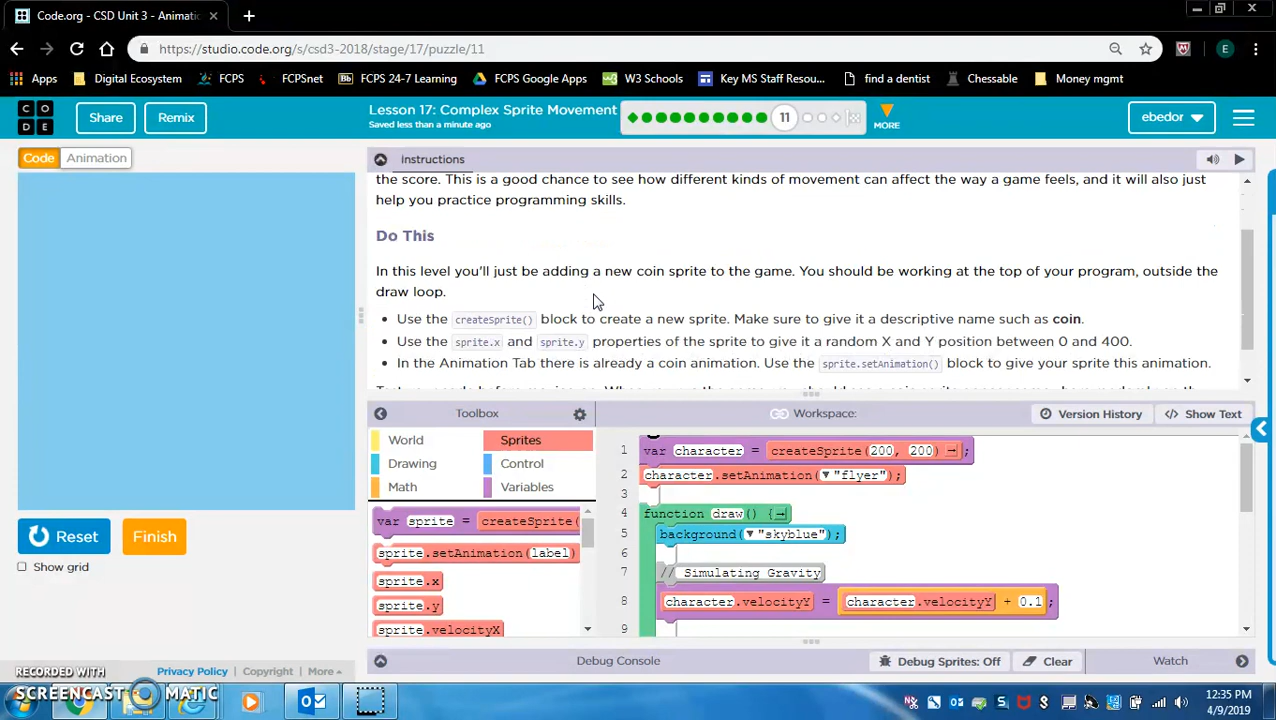 Code.org - CSD Unit 3 - Animatio
https://studio.code.org/s/csd3-2018/stage/17/puzzle/11
E
Apps Digital Ecosystem FCPS FCPSnet Bb FCPS 24-7 Learning FCPS Google Apps W3 Schools Key MS Staff Resou... find a dentist Chessable Money mgmt
C O D E
Share Remix
Lesson 17: Complex Sprite Movement
Saved less than a minute ago
11
MORE
ebedor
Code Animation
Instructions
the score. This is a good chance to see how different kinds of movement can affect the way a game feels, and it will also just
help you practice programming skills.
Do This
In this level you'll just be adding a new coin sprite to the game. You should be working at the top of your program, outside the
draw loop.
• Use the createSprite() block to create a new sprite. Make sure to give it a descriptive name such as coin.
• Use the sprite.x and sprite.y properties of the sprite to give it a random X and Y position between 0 and 400.
• In the Animation Tab there is already a coin animation. Use the sprite.setAnimation() block to give your sprite this animation.
Toolbox
Workspace:
Version History
Show Text
World Sprites
Drawing Control
Math Variables
var sprite = createSprite(
sprite.setAnimation(label)
sprite.x
sprite.y
sprite.velocityX
1 var character = createSprite(200, 200);
2 character.setAnimation("flyer");
3
4 function draw() {
5 background("skyblue");
6
7 // Simulating Gravity
8 character.velocityY = character.velocityY + 0.1;
9
Reset Finish
Show grid
Debug Console
Debug Sprites: Off
Clear
Watch
Privacy Policy | Copyright | More
RECORDED WITH
SCREENCAST MATIC
12:35 PM
4/9/2019